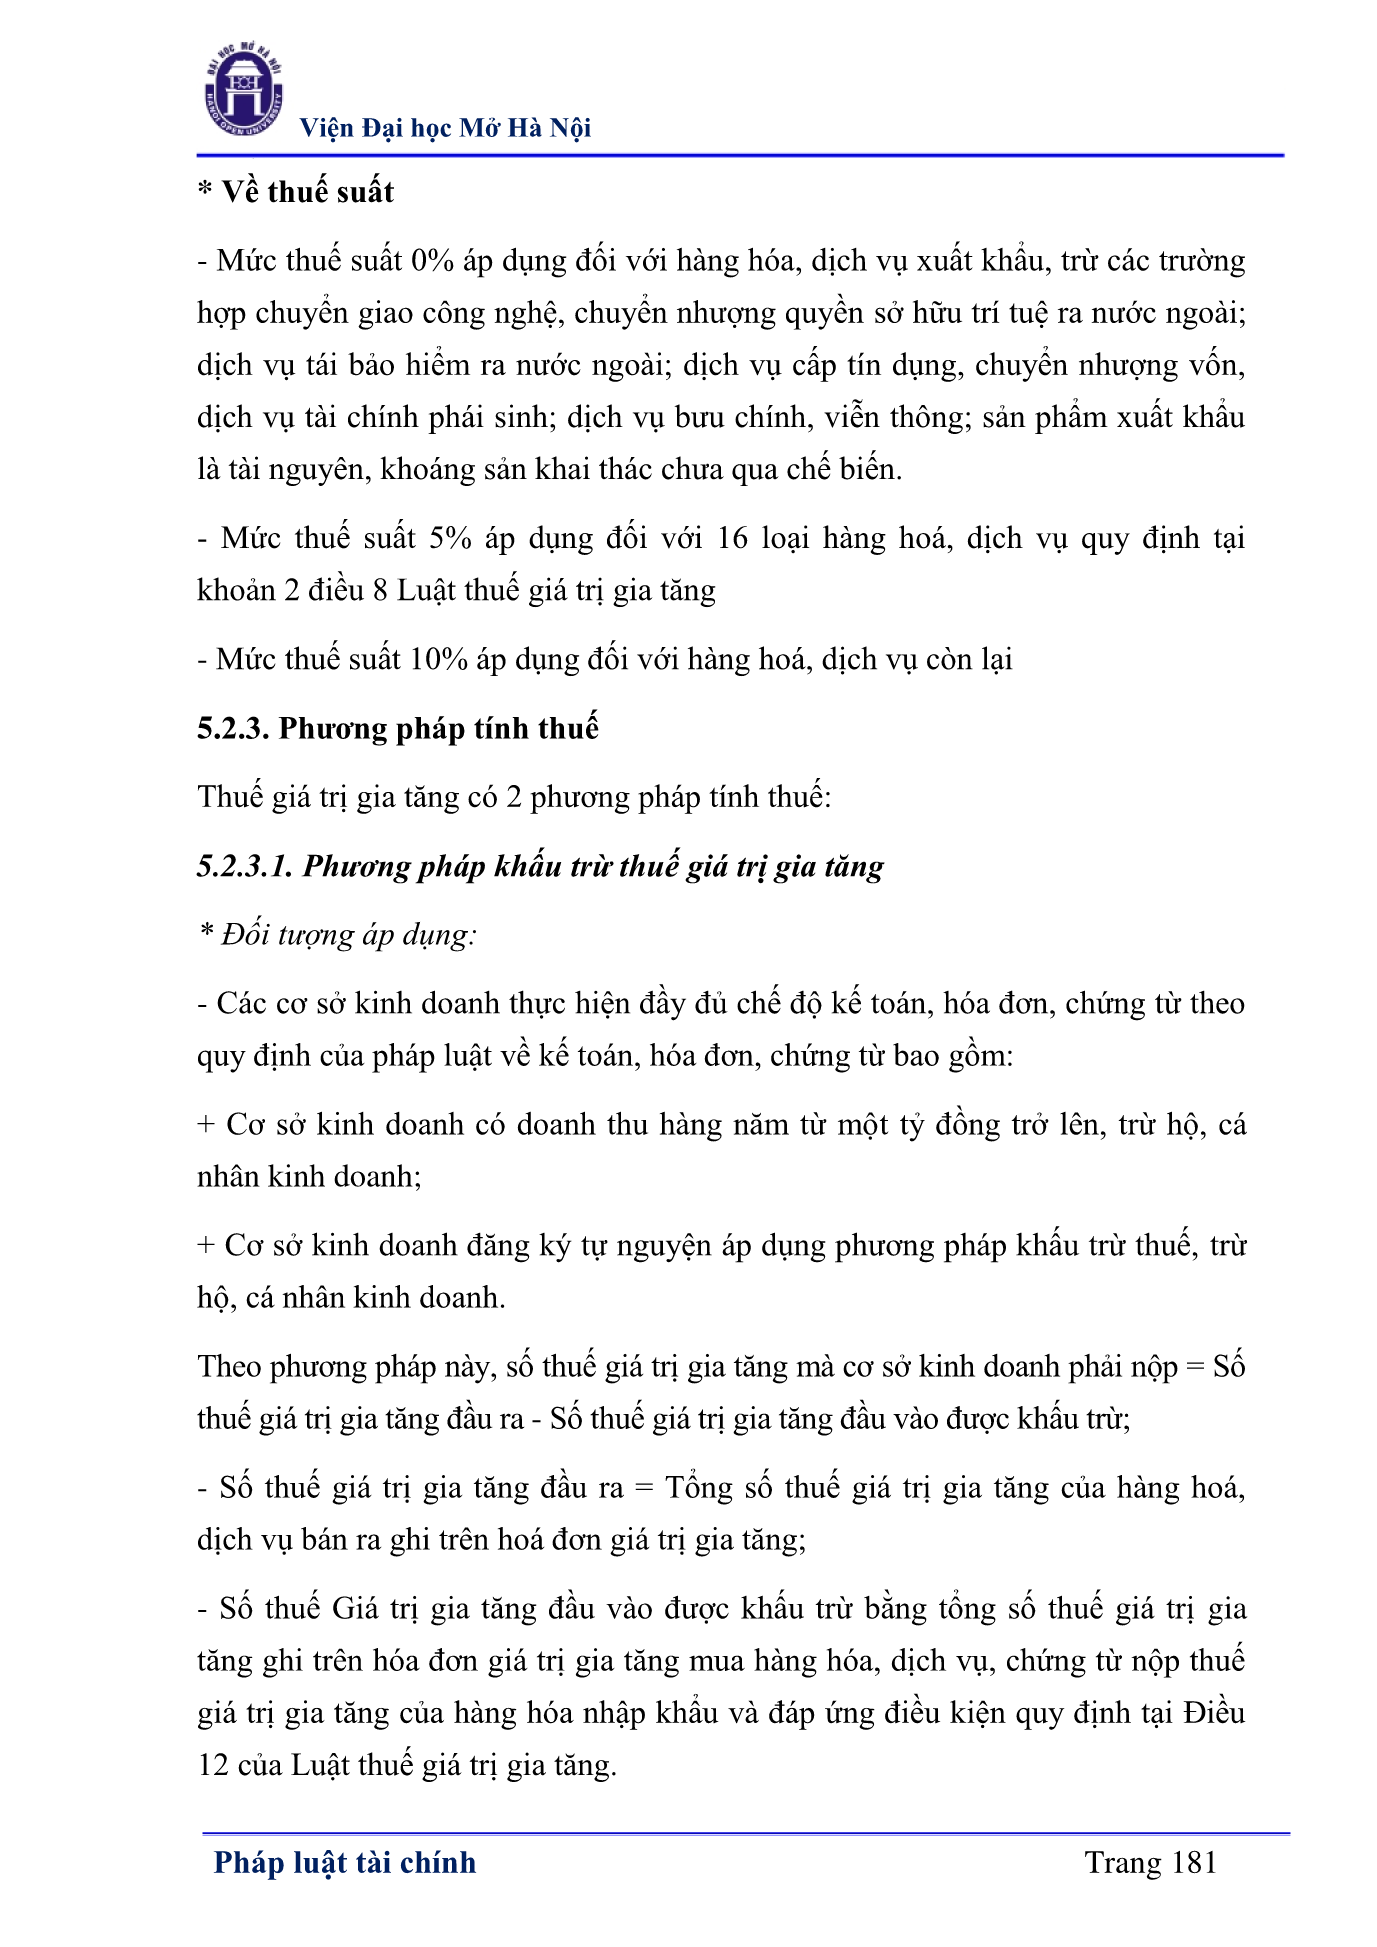 ĐẠI HỌC MỞ HÀ NỘI
HANOI OPEN UNIVERSITY
Viện Đại học Mở Hà Nội
* Về thuế suất
- Mức thuế suất 0% áp dụng đối với hàng hóa, dịch vụ xuất khẩu, trừ các trường
hợp chuyển giao công nghệ, chuyển nhượng quyền sở hữu trí tuệ ra nước ngoài;
dịch vụ tái bảo hiểm ra nước ngoài; dịch vụ cấp tín dụng, chuyển nhượng vốn,
dịch vụ tài chính phái sinh; dịch vụ bưu chính, viễn thông; sản phẩm xuất khẩu
là tài nguyên, khoáng sản khai thác chưa qua chế biến.
- Mức thuế suất 5% áp dụng đối với 16 loại hàng hoá, dịch vụ quy định tại
khoản 2 điều 8 Luật thuế giá trị gia tăng
- Mức thuế suất 10% áp dụng đối với hàng hoá, dịch vụ còn lại
5.2.3. Phương pháp tính thuế
Thuế giá trị gia tăng có 2 phương pháp tính thuế:
5.2.3.1. Phương pháp khấu trừ thuế giá trị gia tăng
* Đối tượng áp dụng:
- Các cơ sở kinh doanh thực hiện đầy đủ chế độ kế toán, hóa đơn, chứng từ theo
quy định của pháp luật về kế toán, hóa đơn, chứng từ bao gồm:
+ Cơ sở kinh doanh có doanh thu hàng năm từ một tỷ đồng trở lên, trừ hộ, cá
nhân kinh doanh;
+ Cơ sở kinh doanh đăng ký tự nguyện áp dụng phương pháp khấu trừ thuế, trừ
hộ, cá nhân kinh doanh.
Theo phương pháp này, số thuế giá trị gia tăng mà cơ sở kinh doanh phải nộp = Số
thuế giá trị gia tăng đầu ra - Số thuế giá trị gia tăng đầu vào được khấu trừ;
- Số thuế giá trị gia tăng đầu ra = Tổng số thuế giá trị gia tăng của hàng hoá,
dịch vụ bán ra ghi trên hoá đơn giá trị gia tăng;
- Số thuế Giá trị gia tăng đầu vào được khấu trừ bằng tổng số thuế giá trị gia
tăng ghi trên hóa đơn giá trị gia tăng mua hàng hóa, dịch vụ, chứng từ nộp thuế
giá trị gia tăng của hàng hóa nhập khẩu và đáp ứng điều kiện quy định tại Điều
12 của Luật thuế giá trị gia tăng.
Pháp luật tài chính
Trang 181